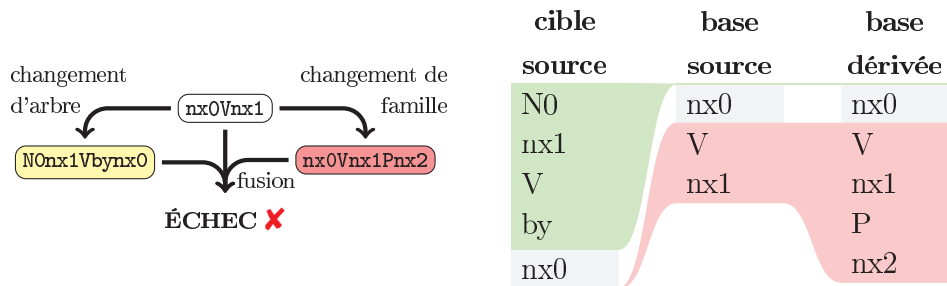 changement
d'arbre
changement de
famille
nx0Vnx1
N0nx1Vbynx0
nx0Vnx1Pnx2
fusion
ÉCHEC ✘
cible base base
source source dérivée
N0 nx0 nx0
nx1 V V
V nx1 nx1
by P
nx0 nx2